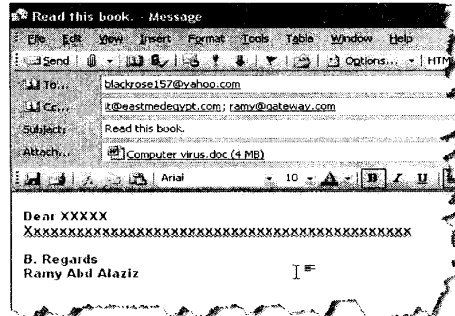 Read this book. - Message
File Edit View Insert Format Tools Table Window Help
Send Options... HTM
To... blackrose157@yahoo.com
Cc... it@eastmedegypt.com; ramy@gateway.com
Subject: Read this book.
Attach... Computer virus.doc (4 MB)
Arial 10 A B I U
Dear XXXXX
Xxxxxxxxxxxxxxxxxxxxxxxxxxxxxxxxxxxxxxxxxxxxx
B. Regards
Ramy Abd Alaziz